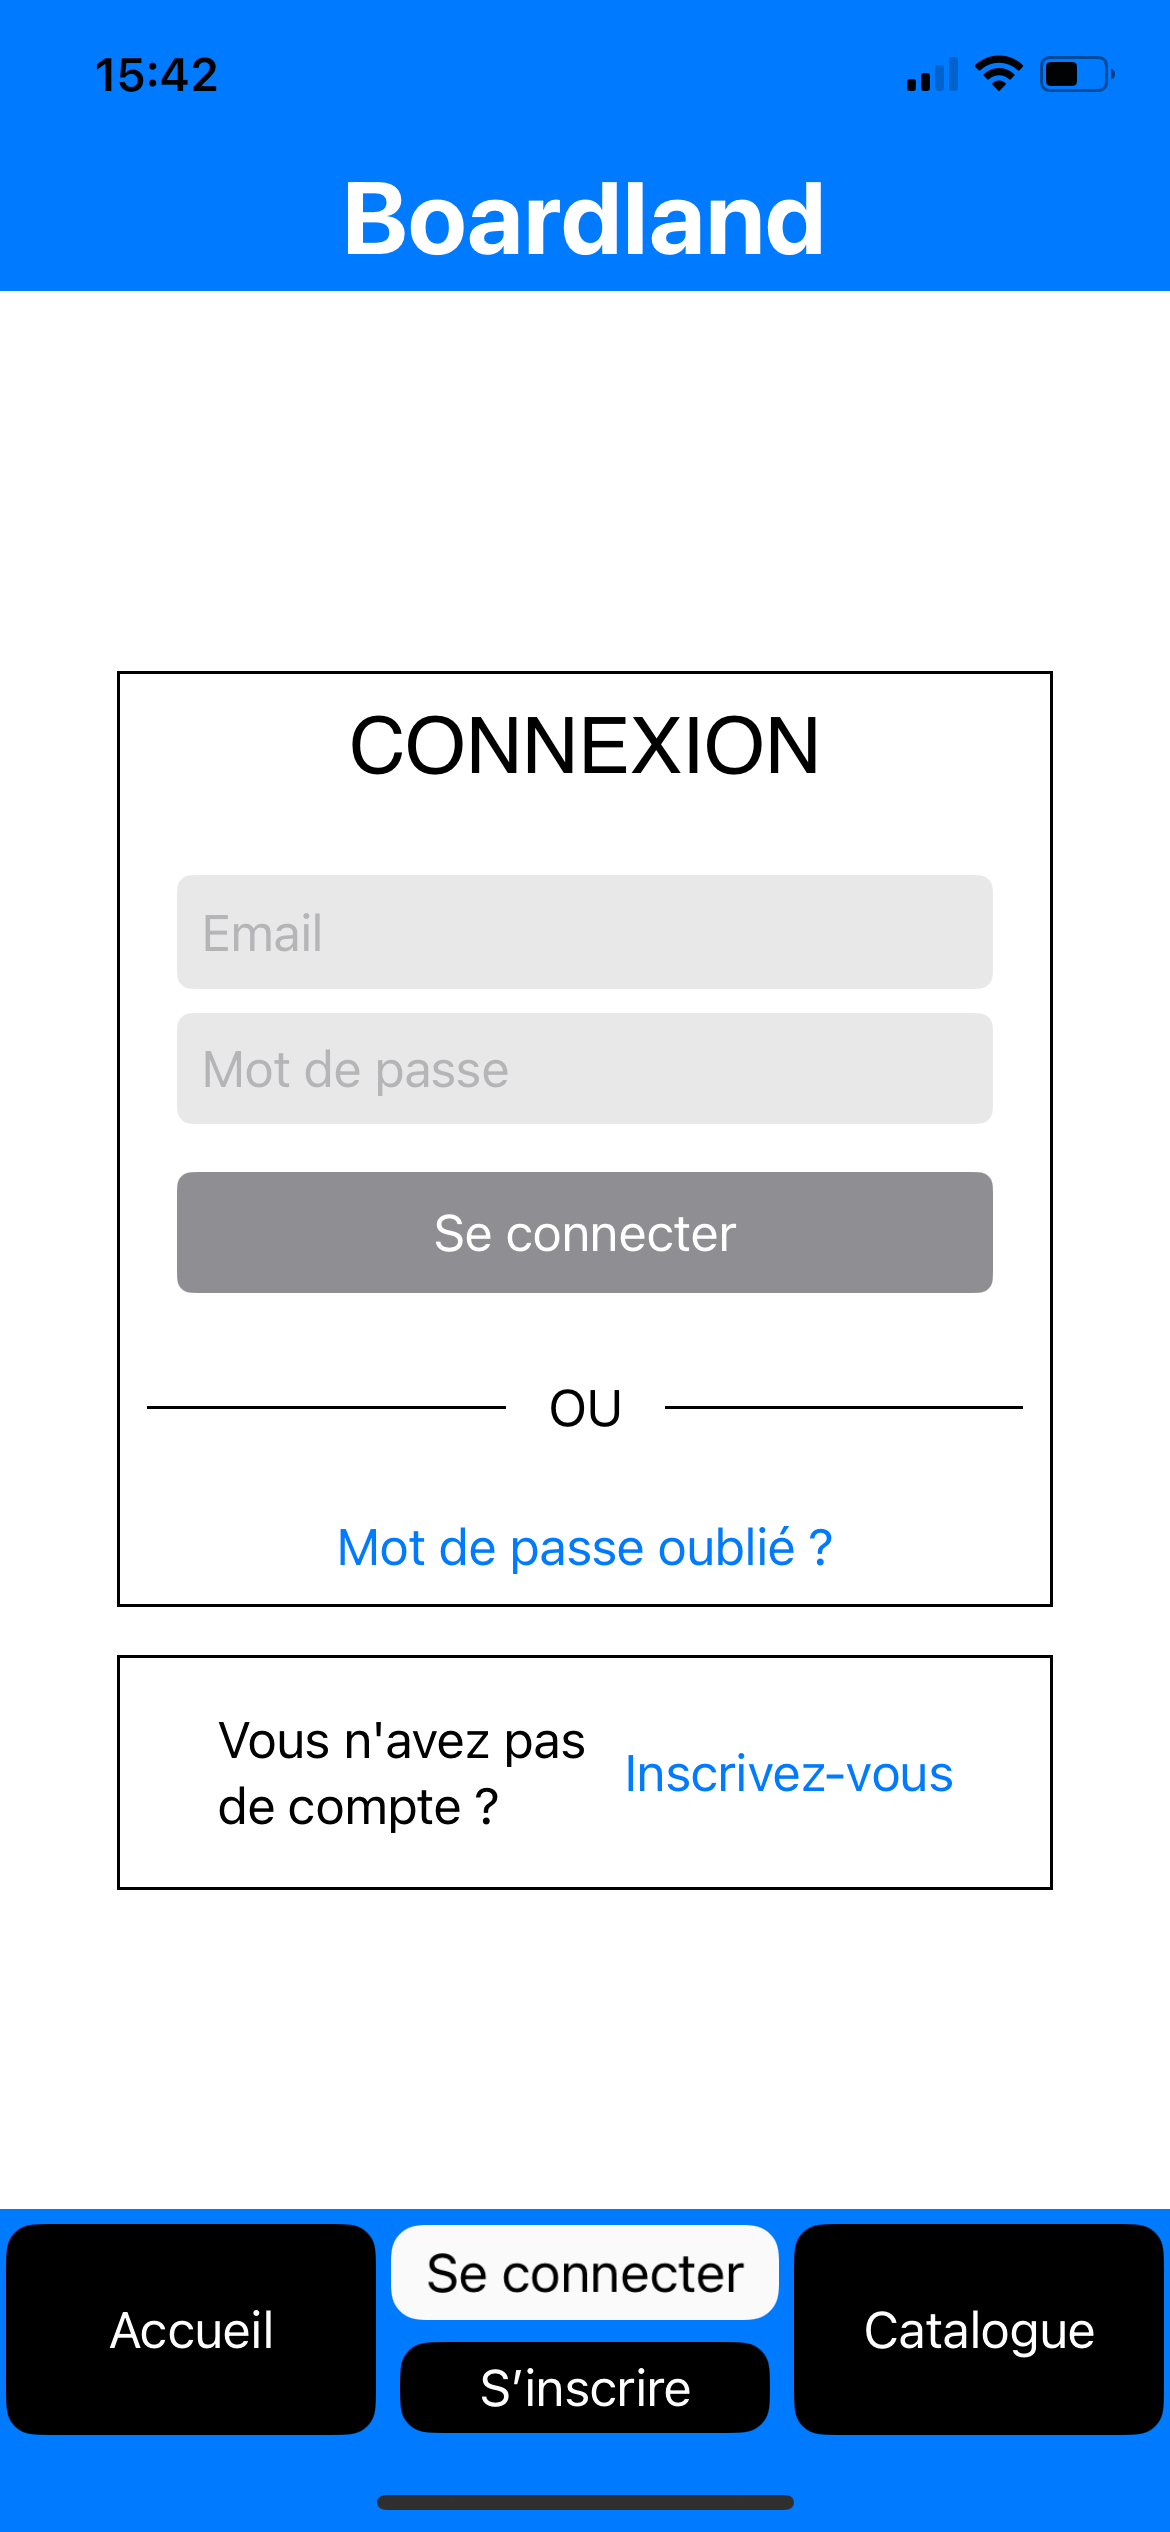 15:42
Boardland
CONNEXION
Email
Mot de passe
Se connecter
OU
Mot de passe oublié ?
Vous n'avez pas
de compte ?
Inscrivez-vous
Accueil
Se connecter
S’inscrire
Catalogue